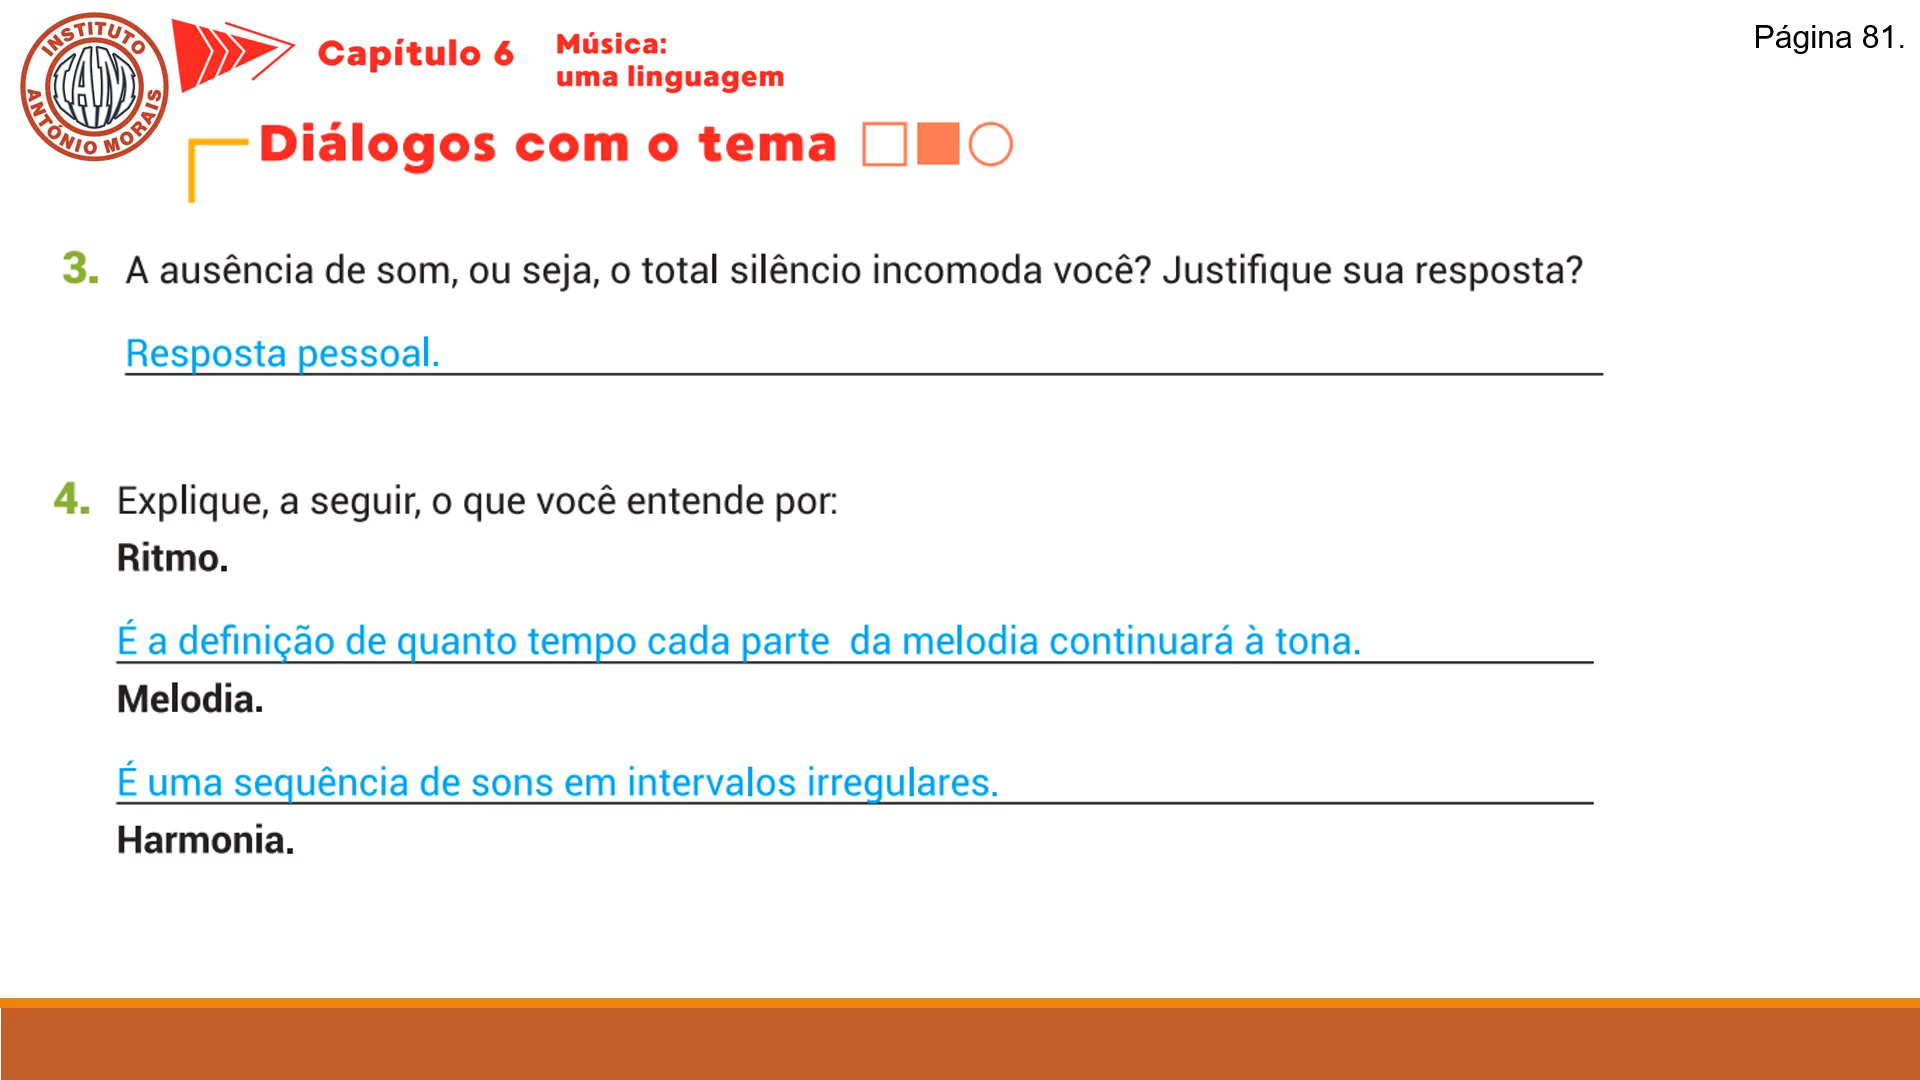 INSTITUTO
IAM
ANTÓNIO MORAIS
Capítulo 6
Música:
uma linguagem
Página 81.
Diálogos com o tema
3. A ausência de som, ou seja, o total silêncio incomoda você? Justifique sua resposta?
Resposta pessoal.
4. Explique, a seguir, o que você entende por:
Ritmo.
É a definição de quanto tempo cada parte  da melodia continuará à tona.
Melodia.
É uma sequência de sons em intervalos irregulares.
Harmonia.